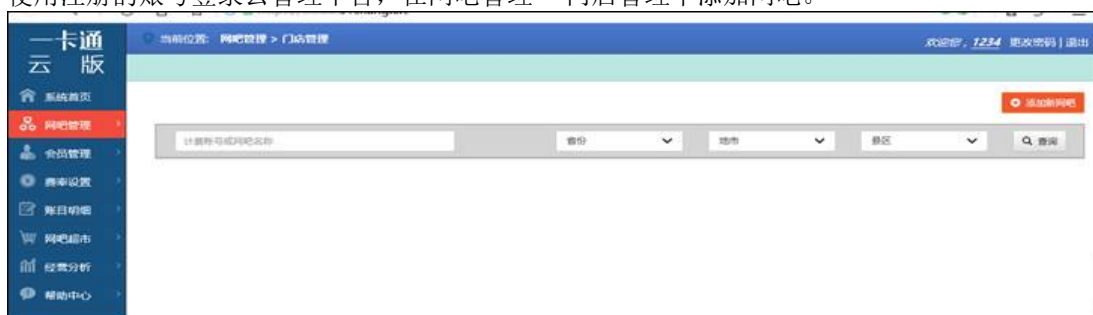 使用注册的账号登录云管理平台，在网吧管理—门店管理中添加网吧。
一卡通
云 版
当前位置: 网吧管理 > 门店管理
欢迎您, 1234 更改密码 | 退出
系统首页
添加新网吧
网吧管理
计费账号或网吧名称 省份 地市 县区 查询
会员管理
费率设置
账目明细
网吧超市
经营分析
帮助中心